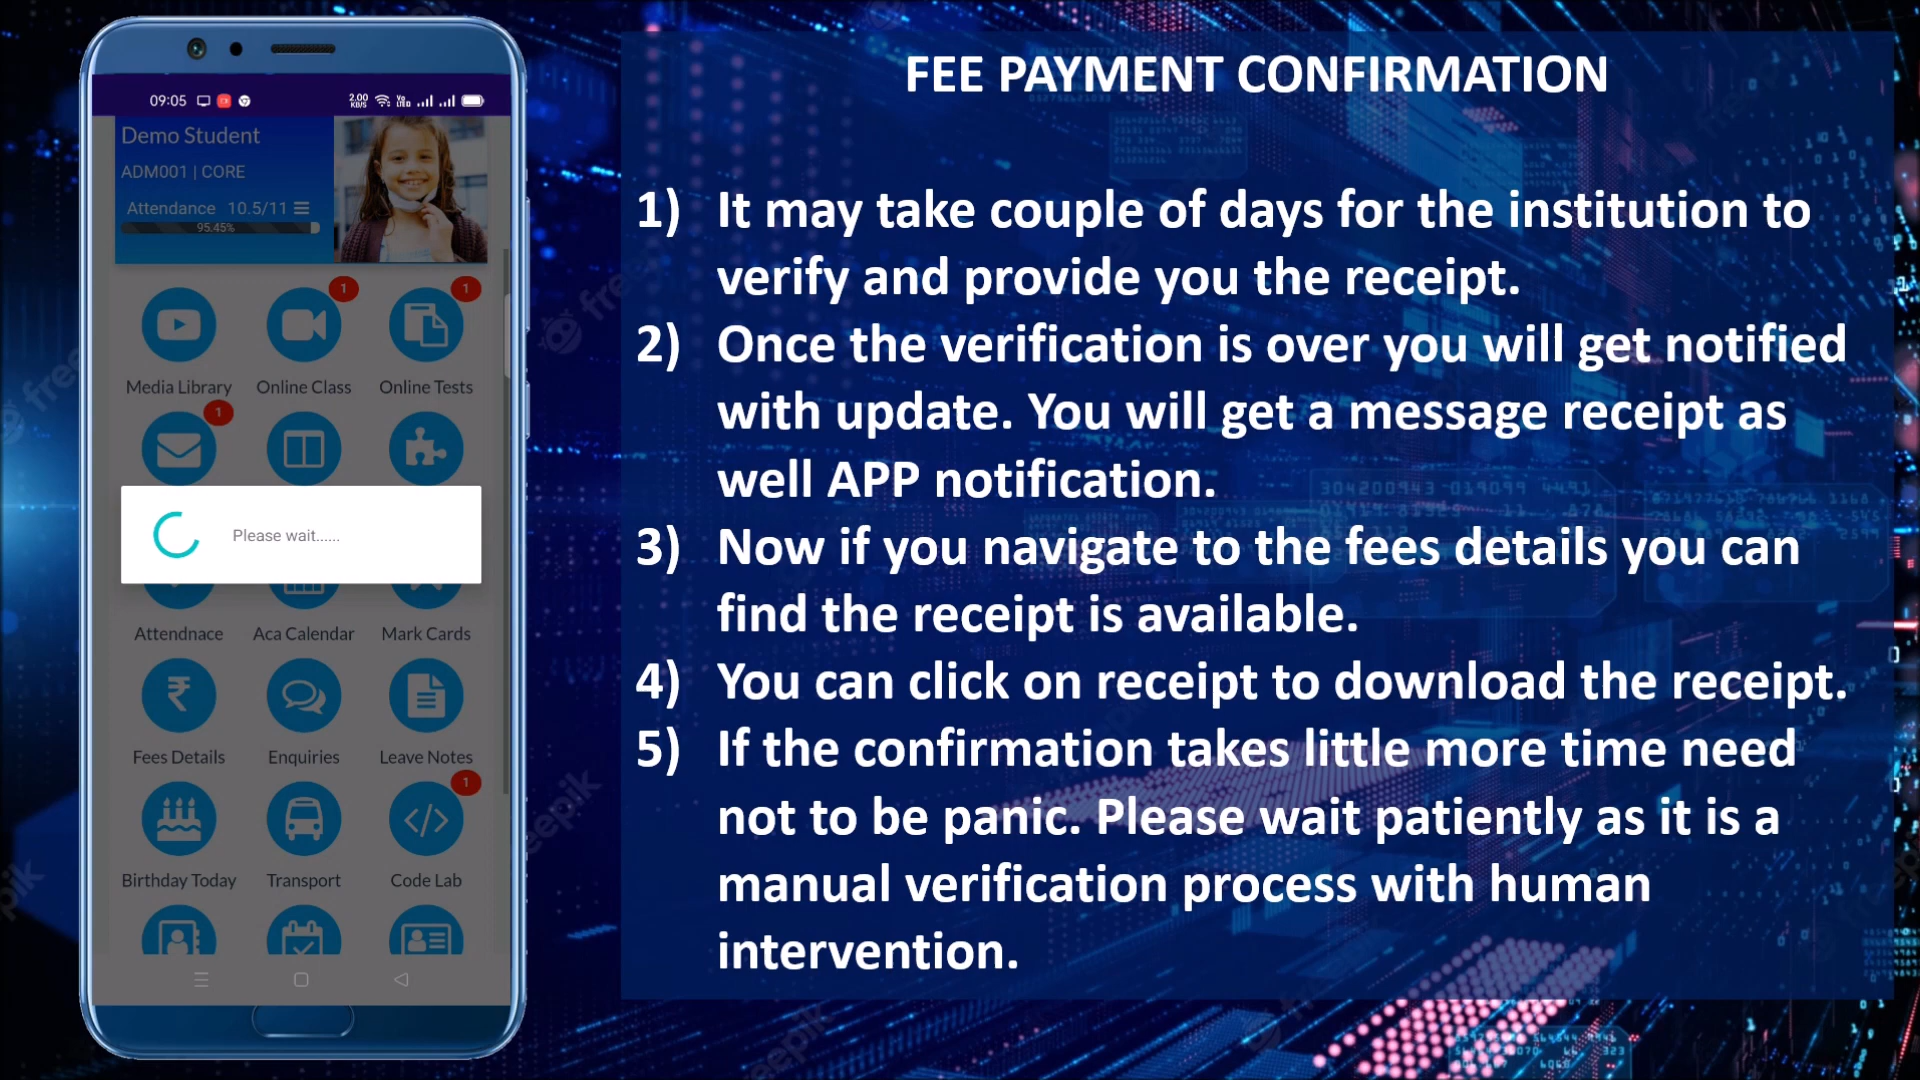 09:05
2.00 KB/S
Demo Student
ADM001 | CORE
Attendance 10.5/11
95.45%
1
1
Media Library
Online Class
Online Tests
1
Please wait......
Attendnace
Aca Calendar
Mark Cards
Fees Details
Enquiries
Leave Notes
1
Birthday Today
Transport
Code Lab
FEE PAYMENT CONFIRMATION
1) It may take couple of days for the institution to
verify and provide you the receipt.
2) Once the verification is over you will get notified
with update. You will get a message receipt as
well APP notification.
3) Now if you navigate to the fees details you can
find the receipt is available.
4) You can click on receipt to download the receipt.
5) If the confirmation takes little more time need
not to be panic. Please wait patiently as it is a
manual verification process with human
intervention.